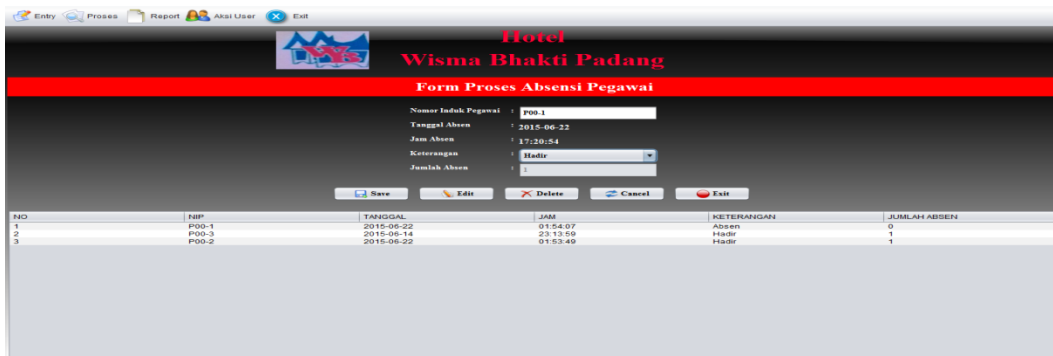 Entry Proses Report Aksi User Exit
Hotel
Wisma Bhakti Padang
Form Proses Absensi Pegawai
Nomor Induk Pegawai : P00-1
Tanggal Absen : 2015-06-22
Jam Absen : 17:20:54
Keterangan : Hadir
Jumlah Absen : 1
Save Edit Delete Cancel Exit
NO NIP TANGGAL JAM KETERANGAN JUMLAH ABSEN
1 P00-1 2015-06-22 01:54:07 Absen 0
2 P00-3 2015-06-14 23:13:59 Hadir 1
3 P00-2 2015-06-22 01:53:49 Hadir 1